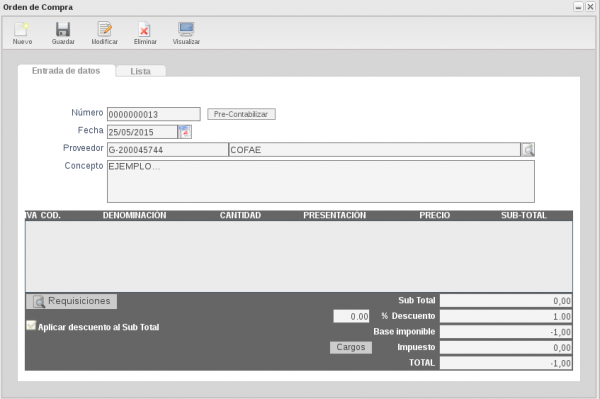 Orden de Compra
Nuevo Guardar Modificar Eliminar Visualizar
Entrada de datos Lista
Número 0000000013 Pre-Contabilizar
Fecha 25/05/2015
Proveedor G-200045744 COFAE
Concepto EJEMPLO...
IVA COD. DENOMINACIÓN CANTIDAD PRESENTACIÓN PRECIO SUB-TOTAL
Requisiciones Sub Total 0,00
0.00 % Descuento 1.00
Aplicar descuento al Sub Total
Base imponible -1,00
Cargos Impuesto 0,00
TOTAL -1,00